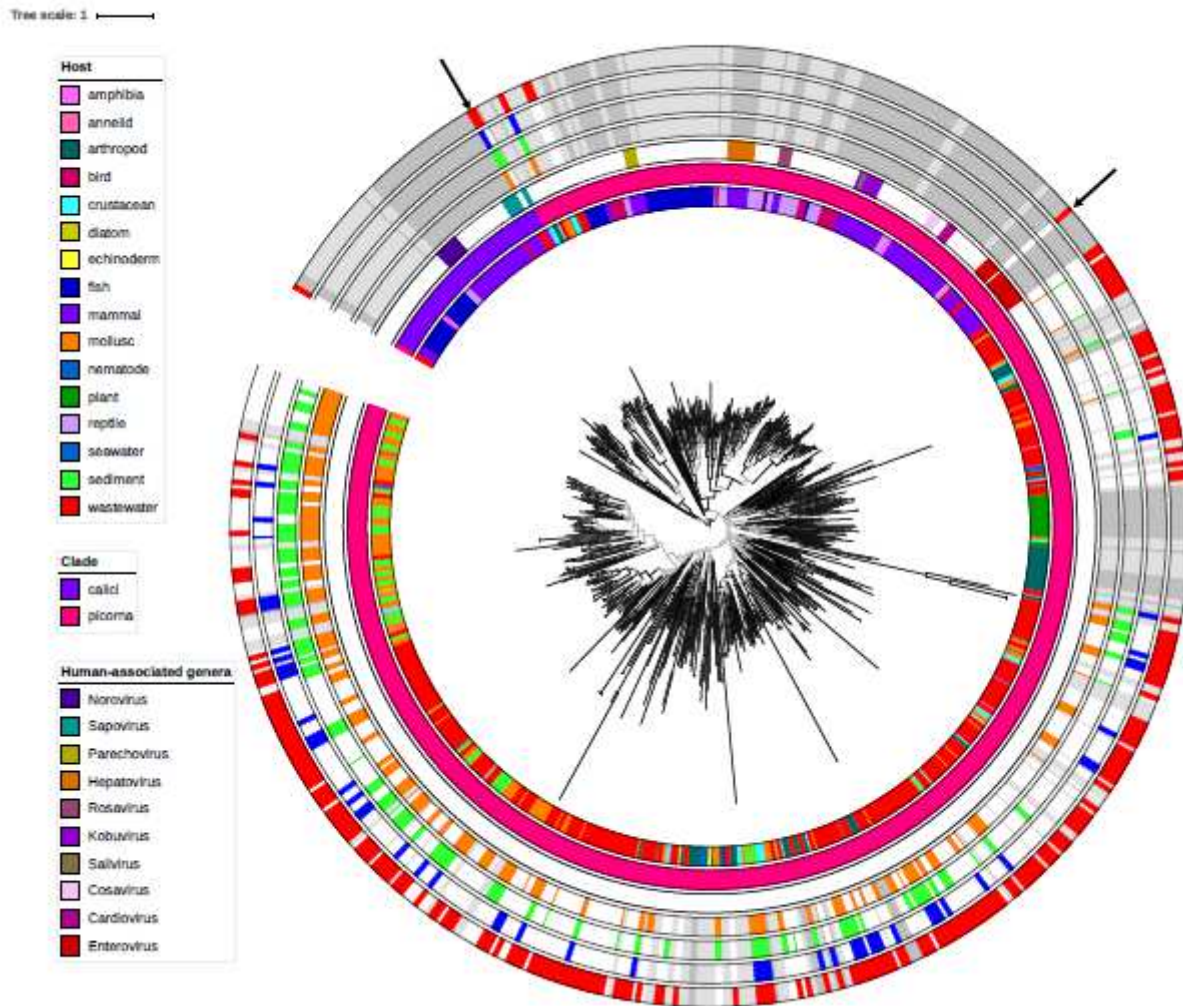 Tree scale: 1
Host
amphibia
annelid
arthropod
bird
crustacean
diatom
echinoderm
fish
mammal
mollusc
nematode
plant
reptile
seawater
sediment
wastewater
Clade
calici
picorna
Human-associated genera
Norovirus
Sapovirus
Parechovirus
Hepatovirus
Rosavirus
Kobuvirus
Salivirus
Cosavirus
Cardiovirus
Enterovirus